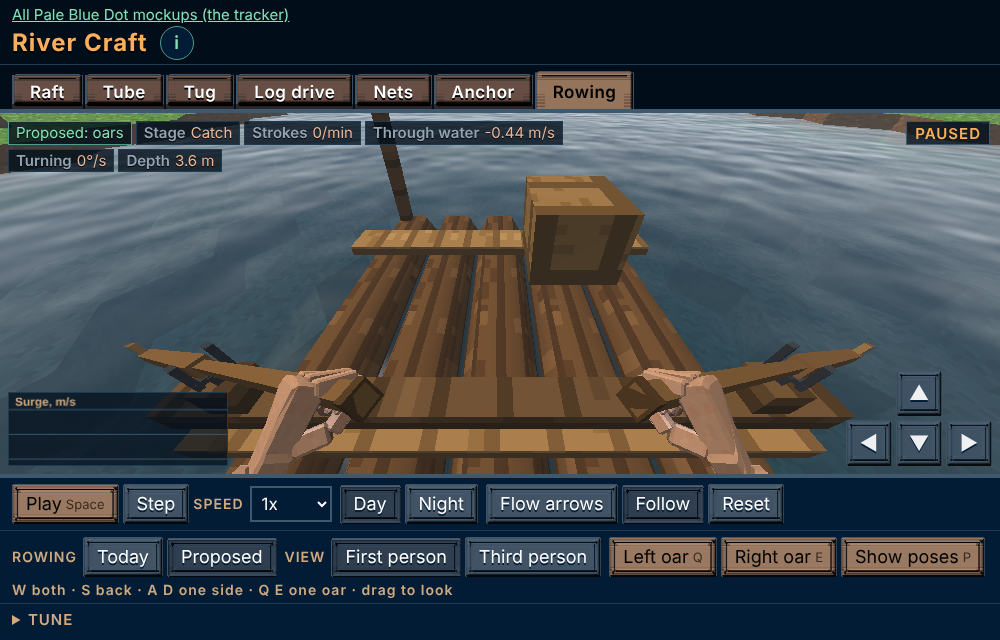 All Pale Blue Dot mockups (the tracker)
River Craft i
Raft Tube Tug Log drive Nets Anchor Rowing
Proposed: oars Stage Catch Strokes 0/min Through water -0.44 m/s PAUSED
Turning 0°/s Depth 3.6 m
Surge, m/s
▲
◀ ▼ ▶
Play Space Step SPEED 1x Day Night Flow arrows Follow Reset
ROWING Today Proposed VIEW First person Third person Left oar Q Right oar E Show poses P
W both · S back · A D one side · Q E one oar · drag to look
▶ TUNE